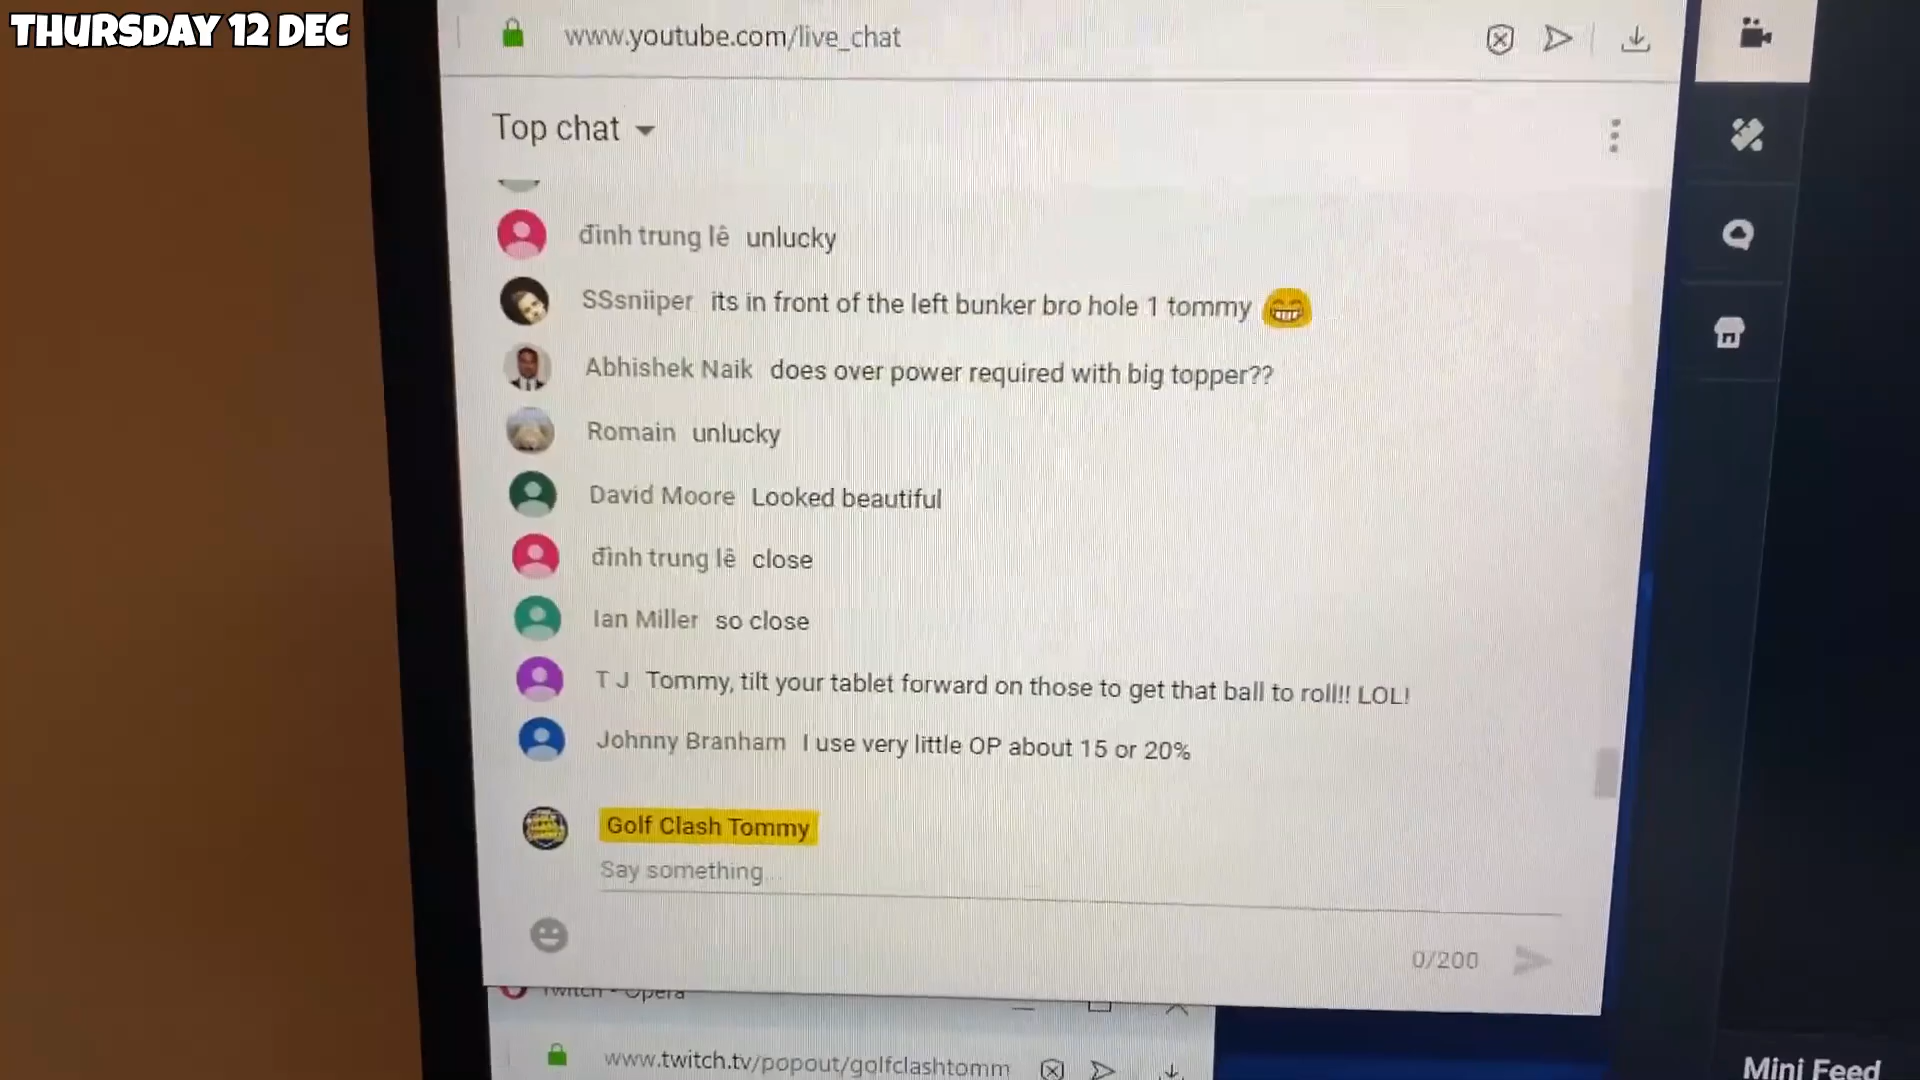 THURSDAY 12 DEC
www.youtube.com/live_chat
Top chat
đình trung lê unlucky
SSsniiper its in front of the left bunker bro hole 1 tommy
Abhishek Naik does over power required with big topper??
Romain unlucky
David Moore Looked beautiful
đình trung lê close
Ian Miller so close
T J Tommy, tilt your tablet forward on those to get that ball to roll!! LOL!
Johnny Branham I use very little OP about 15 or 20%
Golf Clash Tommy
Say something...
0/200
Twitch - Opera
www.twitch.tv/popout/golfclashtomm
Mini Feed